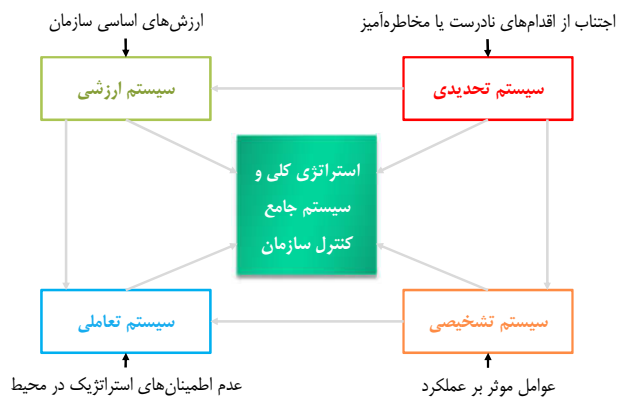 اجتناب از اقدام‌های نادرست یا مخاطره‌آمیز
ارزش‌های اساسی سازمان
سیستم تحدیدی
سیستم ارزشی
استراتژی کلی و
سیستم جامع
کنترل سازمان
سیستم تشخیصی
سیستم تعاملی
عوامل موثر بر عملکرد
عدم اطمینان‌های استراتژیک در محیط